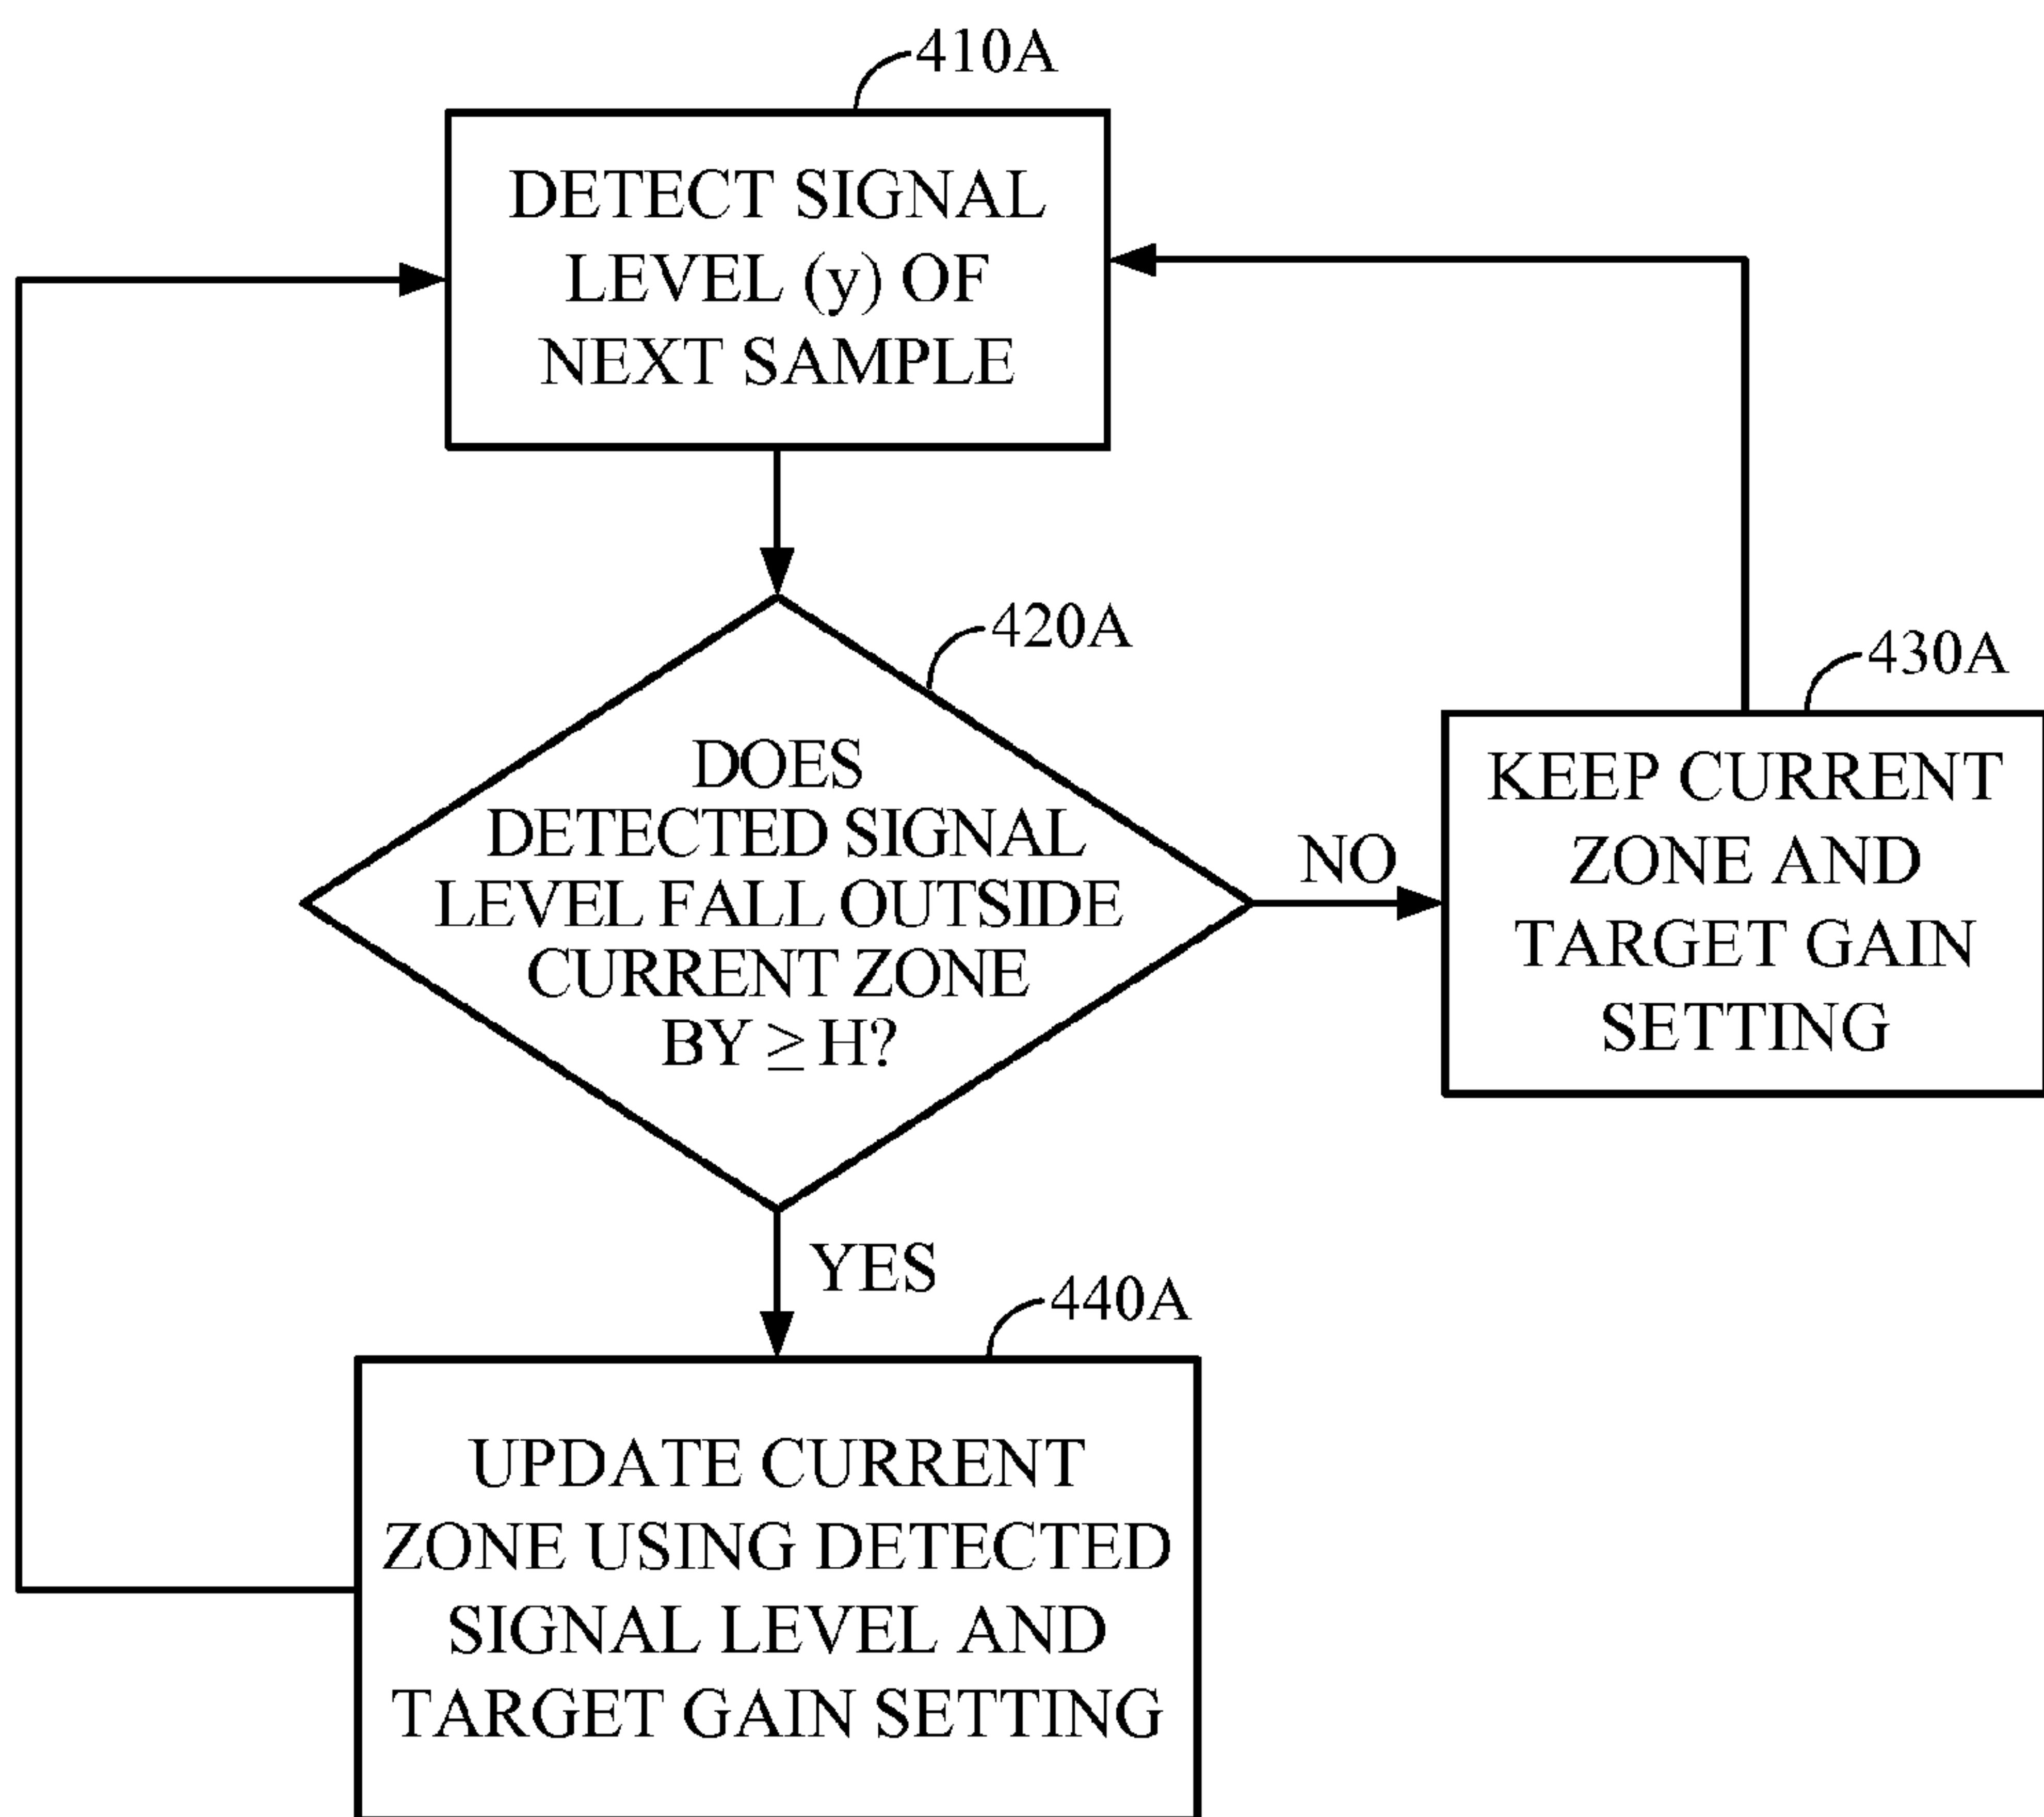 410A
DETECT SIGNAL
LEVEL (y) OF
NEXT SAMPLE
420A
DOES
DETECTED SIGNAL
LEVEL FALL OUTSIDE
CURRENT ZONE
BY ≥ H?
NO
430A
KEEP CURRENT
ZONE AND
TARGET GAIN
SETTING
YES
440A
UPDATE CURRENT
ZONE USING DETECTED
SIGNAL LEVEL AND
TARGET GAIN SETTING